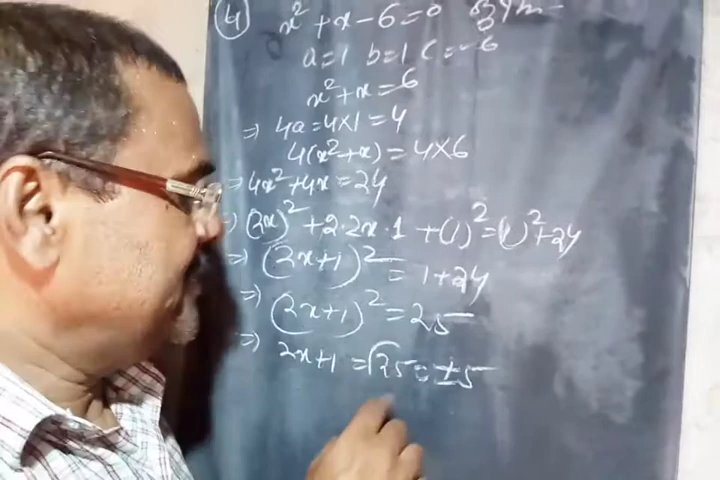 (4) x² + x - 6 = 0
a = 1 b = 1 c = -6
x² + x = 6
⇒ 4a = 4×1 = 4
4(x² + x) = 4×6
⇒ 4x² + 4x = 24
⇒ (2x)² + 2·2x·1 + (1)² = (1)² + 24
⇒ (2x+1)² = 1 + 24
⇒ (2x+1)² = 25
⇒ 2x+1 = √25 = ±5